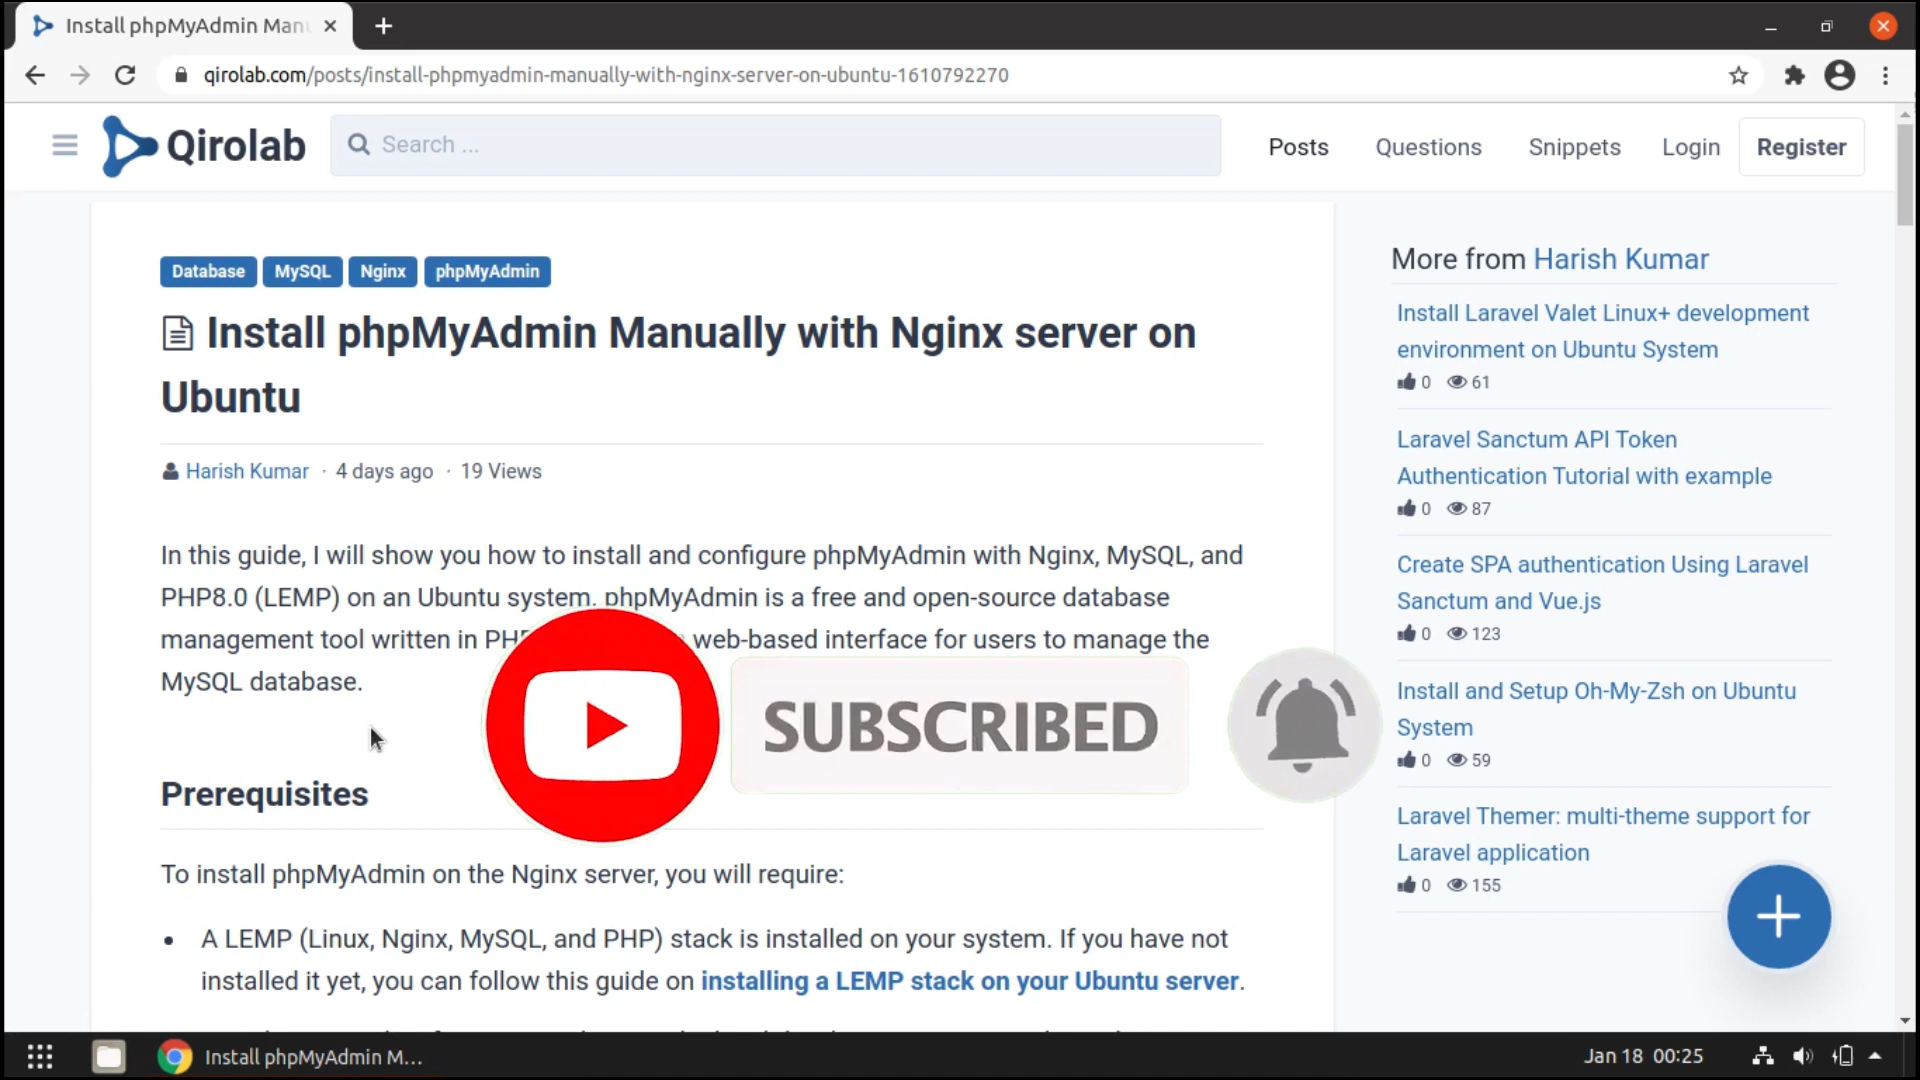 Install phpMyAdmin Man
qirolab.com/posts/install-phpmyadmin-manually-with-nginx-server-on-ubuntu-1610792270
Qirolab
Search ...
Posts
Questions
Snippets
Login
Register
Database
MySQL
Nginx
phpMyAdmin
Install phpMyAdmin Manually with Nginx server on
Ubuntu
Harish Kumar · 4 days ago · 19 Views
In this guide, I will show you how to install and configure phpMyAdmin with Nginx, MySQL, and
PHP8.0 (LEMP) on an Ubuntu system. phpMyAdmin is a free and open-source database
management tool written in web-based interface for users to manage the
MySQL database.
SUBSCRIBED
Prerequisites
To install phpMyAdmin on the Nginx server, you will require:
• A LEMP (Linux, Nginx, MySQL, and PHP) stack is installed on your system. If you have not
installed it yet, you can follow this guide on installing a LEMP stack on your Ubuntu server.
More from Harish Kumar
Install Laravel Valet Linux+ development
environment on Ubuntu System
0 61
Laravel Sanctum API Token
Authentication Tutorial with example
0 87
Create SPA authentication Using Laravel
Sanctum and Vue.js
0 123
Install and Setup Oh-My-Zsh on Ubuntu
System
0 59
Laravel Themer: multi-theme support for
Laravel application
0 155
Install phpMyAdmin M...
Jan 18 00:25